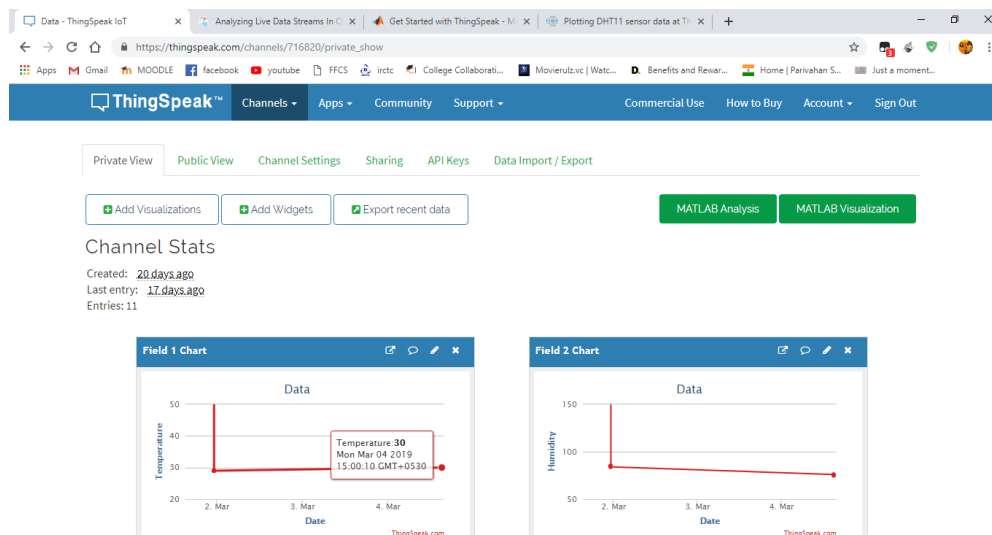 Data - ThingSpeak IoT
Analyzing Live Data Streams In C
Get Started with ThingSpeak - M
Plotting DHT11 sensor data at Th
https://thingspeak.com/channels/716820/private_show
Apps
Gmail
MOODLE
facebook
youtube
FFCS
irctc
College Collaborati...
Movierulz.vc | Watc...
D. Benefits and Rewar...
Home | Parivahan S...
Just a moment...
ThingSpeak™
Channels
Apps
Community
Support
Commercial Use
How to Buy
Account
Sign Out
Private View
Public View
Channel Settings
Sharing
API Keys
Data Import / Export
Add Visualizations
Add Widgets
Export recent data
MATLAB Analysis
MATLAB Visualization
Channel Stats
Created: 20 days ago
Last entry: 17 days ago
Entries: 11
Field 1 Chart
Data
Temperature
50
40
30
20
Temperature:30
Mon Mar 04 2019
15:00:10 GMT+0530
2. Mar
3. Mar
4. Mar
Date
ThingSpeak.com
Field 2 Chart
Data
Humidity
150
100
50
2. Mar
3. Mar
4. Mar
Date
ThingSpeak.com